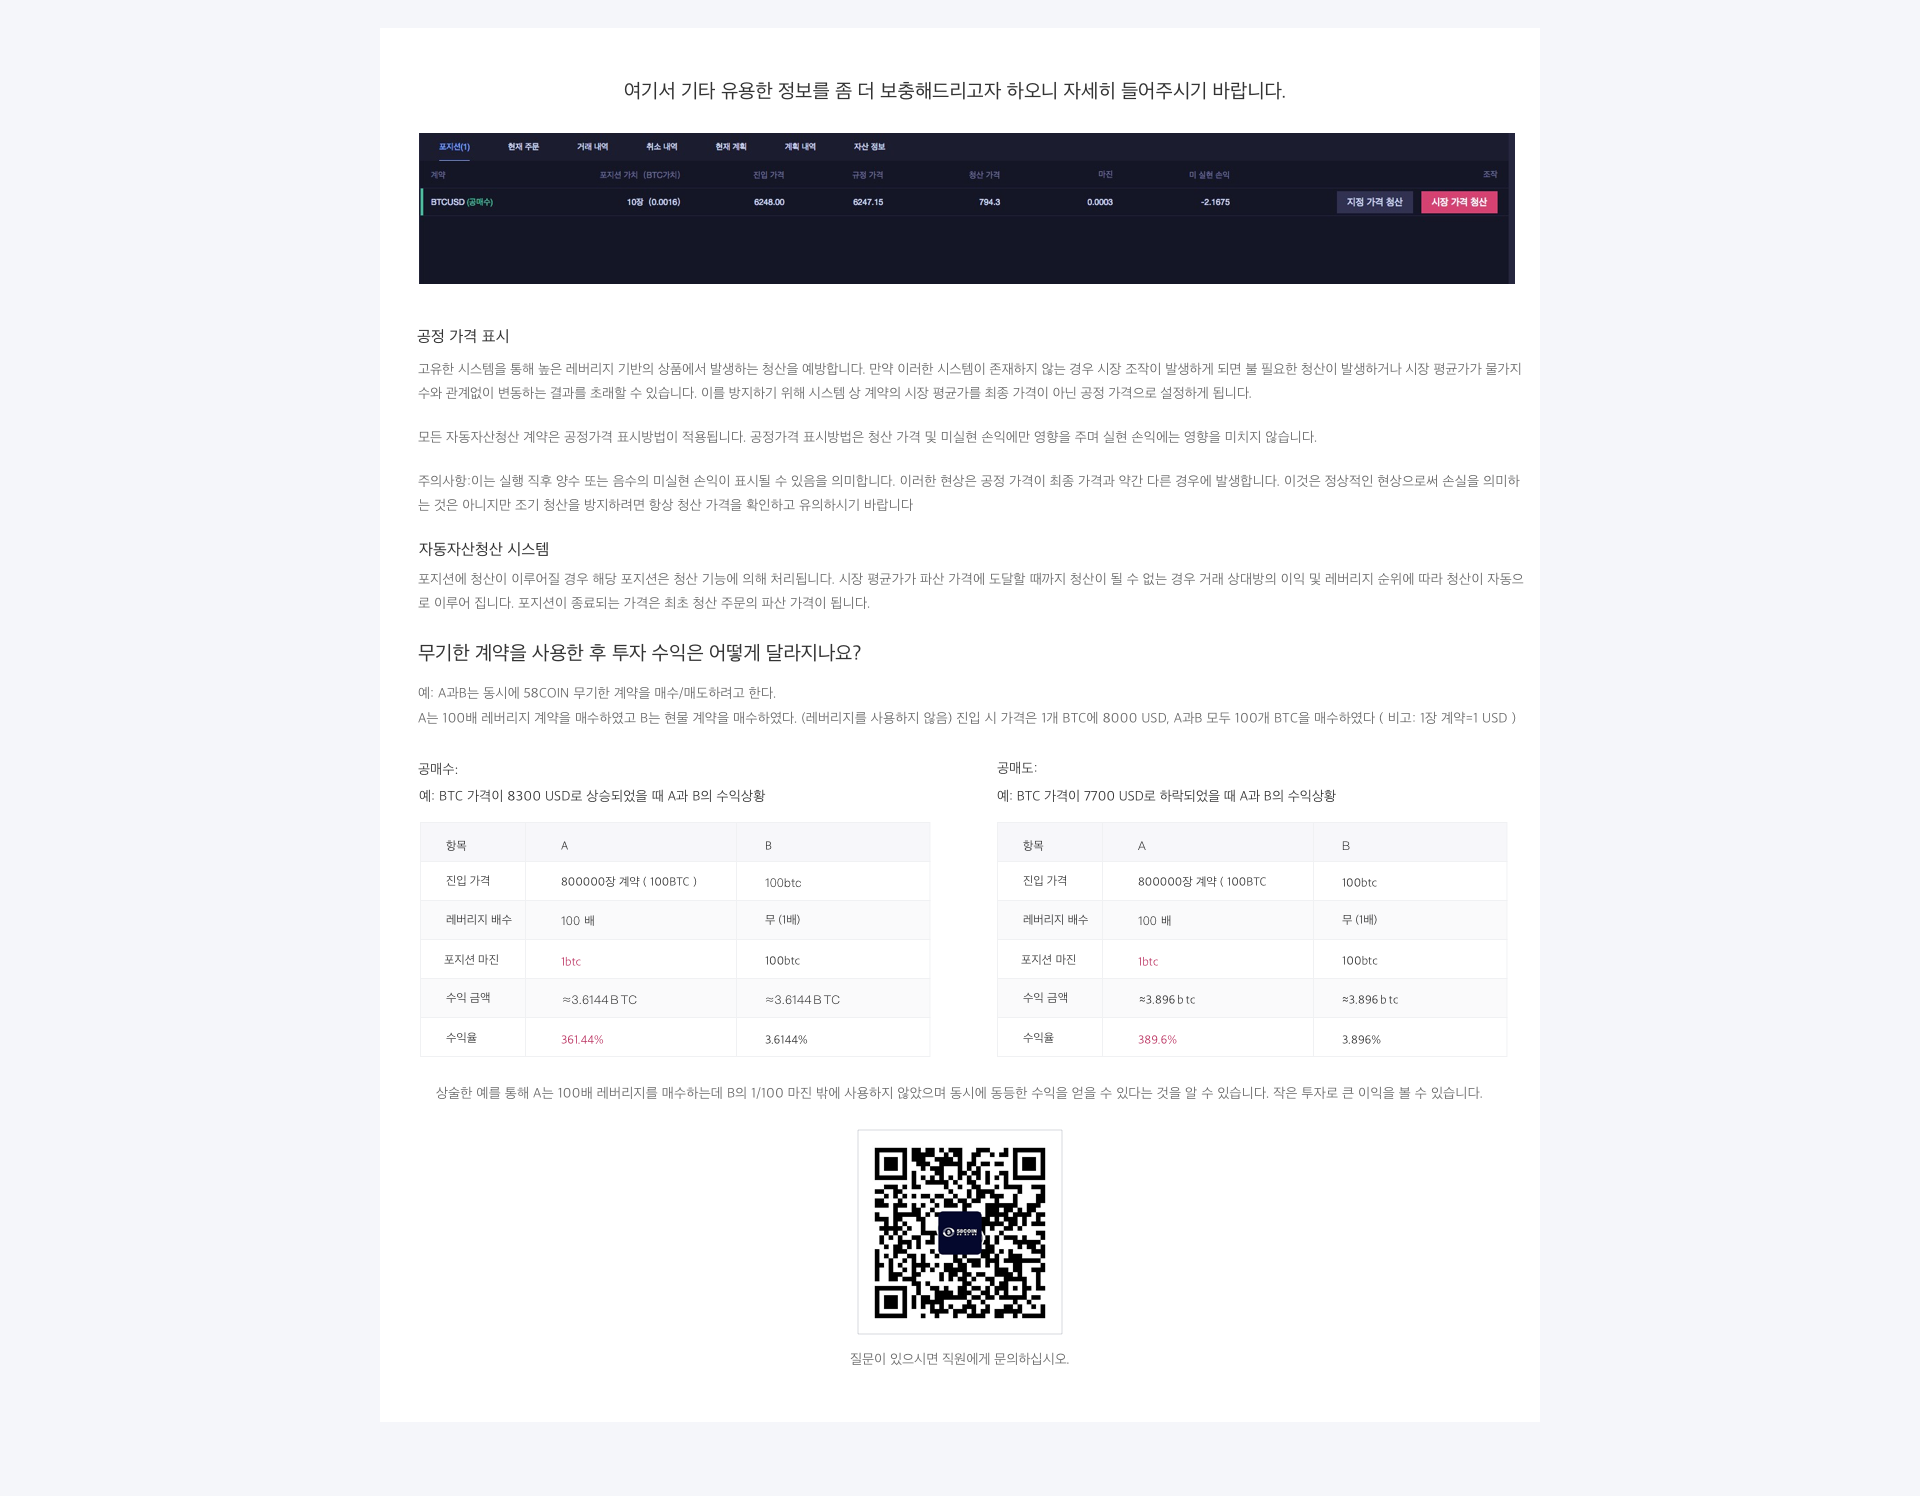 여기서 기타 유용한 정보를 좀 더 보충해드리고자 하오니 자세히 들어주시기 바랍니다.
포지션(1) 현재 주문 거래 내역 취소 내역 현재 계획 계획 내역 자산 정보
계약 포지션 가치 (BTC가치) 진입 가격 규정 가격 청산 가격 마진 미 실현 손익 조작
BTCUSD (공매수) 10장 (0.0016) 6248.00 6247.15 794.3 0.0003 -2.1675 지정 가격 청산 시장 가격 청산
공정 가격 표시
고유한 시스템을 통해 높은 레버리지 기반의 상품에서 발생하는 청산을 예방합니다. 만약 이러한 시스템이 존재하지 않는 경우 시장 조작이 발생하게 되면 불 필요한 청산이 발생하거나 시장 평균가가 물가지
수와 관계없이 변동하는 결과를 초래할 수 있습니다. 이를 방지하기 위해 시스템 상 계약의 시장 평균가를 최종 가격이 아닌 공정 가격으로 설정하게 됩니다.
모든 자동자산청산 계약은 공정가격 표시방법이 적용됩니다. 공정가격 표시방법은 청산 가격 및 미실현 손익에만 영향을 주며 실현 손익에는 영향을 미치지 않습니다.
주의사항:이는 실행 직후 양수 또는 음수의 미실현 손익이 표시될 수 있음을 의미합니다. 이러한 현상은 공정 가격이 최종 가격과 약간 다른 경우에 발생합니다. 이것은 정상적인 현상으로써 손실을 의미하
는 것은 아니지만 조기 청산을 방지하려면 항상 청산 가격을 확인하고 유의하시기 바랍니다
자동자산청산 시스템
포지션에 청산이 이루어질 경우 해당 포지션은 청산 기능에 의해 처리됩니다. 시장 평균가가 파산 가격에 도달할 때까지 청산이 될 수 없는 경우 거래 상대방의 이익 및 레버리지 순위에 따라 청산이 자동으
로 이루어 집니다. 포지션이 종료되는 가격은 최초 청산 주문의 파산 가격이 됩니다.
무기한 계약을 사용한 후 투자 수익은 어떻게 달라지나요?
예: A과B는 동시에 58COIN 무기한 계약을 매수/매도하려고 한다.
A는 100배 레버리지 계약을 매수하였고 B는 현물 계약을 매수하였다. (레버리지를 사용하지 않음) 진입 시 가격은 1개 BTC에 8000 USD, A과B 모두 100개 BTC을 매수하였다 ( 비고: 1장 계약=1 USD )
공매수:
예: BTC 가격이 8300 USD로 상승되었을 때 A과 B의 수익상황
항목 A B
진입 가격 800000장 계약 ( 100BTC ) 100btc
레버리지 배수 100 배 무 (1배)
포지션 마진 1btc 100btc
수익 금액 ≈3.6144 B TC ≈3.6144 B TC
수익율 361.44% 3.6144%
공매도:
예: BTC 가격이 7700 USD로 하락되었을 때 A과 B의 수익상황
항목 A B
진입 가격 800000장 계약 ( 100BTC 100btc
레버리지 배수 100 배 무 (1배)
포지션 마진 1btc 100btc
수익 금액 ≈3.896 b tc ≈3.896 b tc
수익율 389.6% 3.896%
상술한 예를 통해 A는 100배 레버리지를 매수하는데 B의 1/100 마진 밖에 사용하지 않았으며 동시에 동등한 수익을 얻을 수 있다는 것을 알 수 있습니다. 작은 투자로 큰 이익을 볼 수 있습니다.
58COIN
질문이 있으시면 직원에게 문의하십시오.